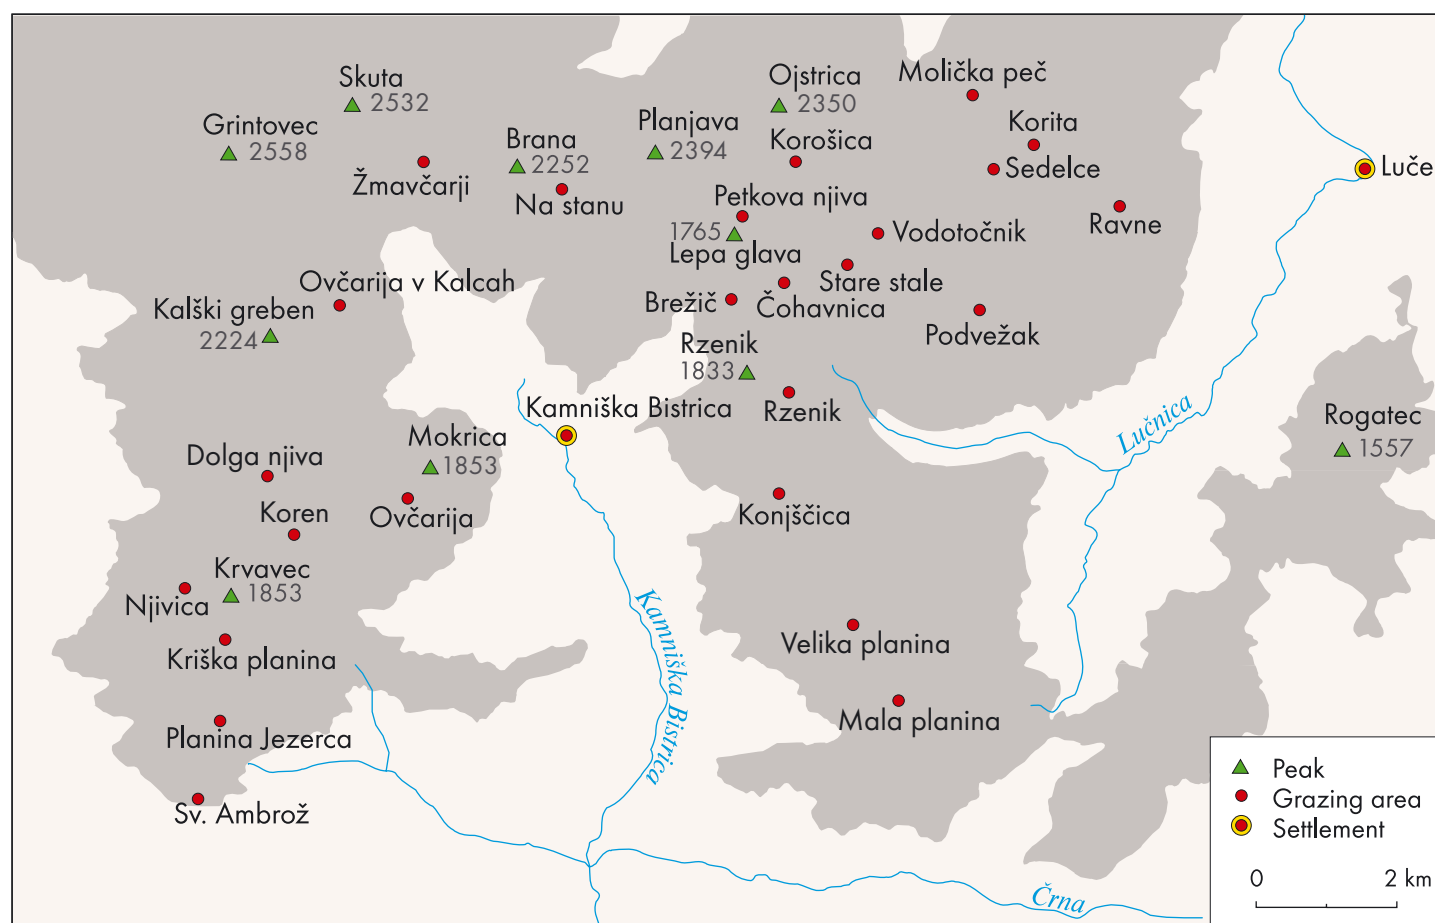 Skuta
2532
Grintovec
2558
Žmavčarji
Brana
2252
Na stanu
Planjava
2394
Ojstrica
2350
Korošica
Molička peč
Korita
Sedelce
Ravne
Luče
Petkova njiva
1765
Lepa glava
Vodotočnik
Stare stale
Čohavnica
Brežič
Podvežak
Ovčarija v Kalcah
Kalški greben
2224
Rzenik
1833
Rzenik
Kamniška Bistrica
Lučnica
Rogatec
1557
Mokrica
1853
Dolga njiva
Ovčarija
Koren
Konjščica
Krvavec
1853
Njivica
Kriška planina
Kamniška Bistrica
Velika planina
Mala planina
Planina Jezerca
Sv. Ambrož
Črna
Peak
Grazing area
Settlement
0 2 km